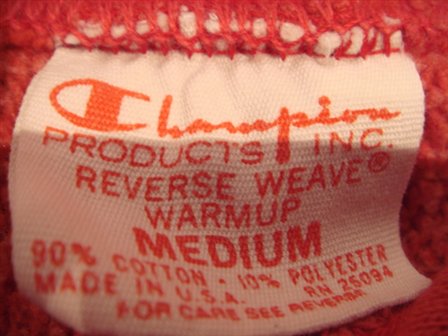 Champion
PRODUCTS INC.
REVERSE WEAVE®
WARMUP
MEDIUM
90% COTTON - 10% POLYESTER
MADE IN U.S.A. RN 26094
FOR CARE SEE REVERSE